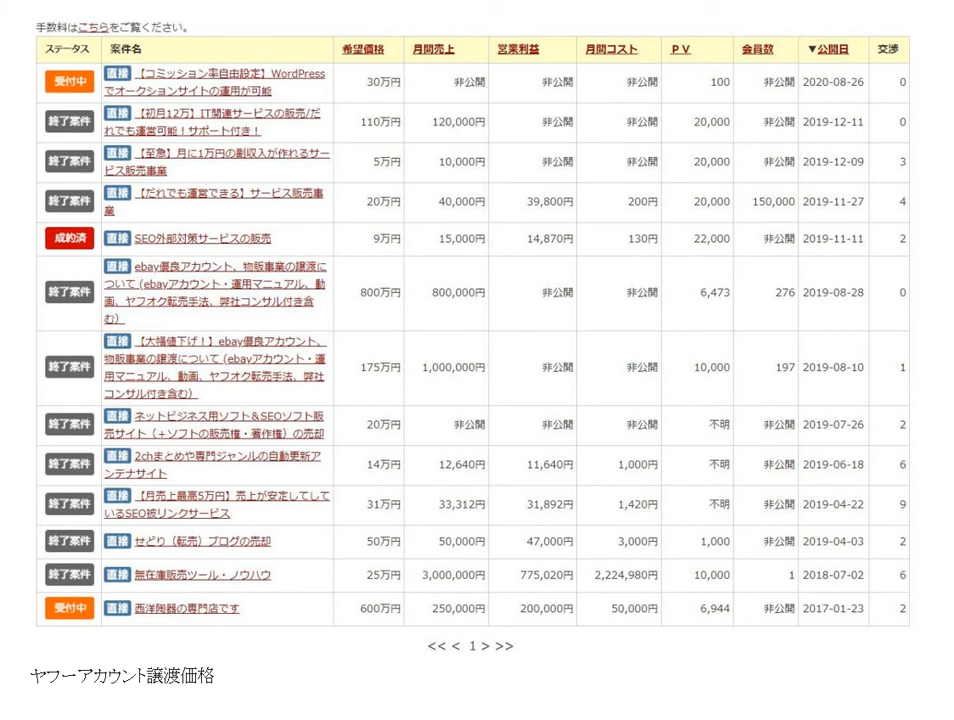 手数料はこちらをご覧ください。
ステータス 案件名 希望価格 月間売上 営業利益 月間コスト PV 会員数 ▼公開日 交渉
受付中 直接 【コミッション率自由設定】WordPress
でオークションサイトの運用が可能 30万円 非公開 非公開 非公開 100 非公開 2020-08-26 0
終了案件 直接 【初月12万】IT関連サービスの販売/だ
れでも運営可能！サポート付き！ 110万円 120,000円 非公開 非公開 20,000 非公開 2019-12-11 0
終了案件 直接 【至急】月に1万円の副収入が作れるサー
ビス販売事業 5万円 10,000円 非公開 非公開 20,000 非公開 2019-12-09 3
終了案件 直接 【だれでも運営できる】サービス販売事
業 20万円 40,000円 39,800円 200円 20,000 150,000 2019-11-27 4
成約済 直接 SEO外部対策サービスの販売 9万円 15,000円 14,870円 130円 22,000 非公開 2019-11-11 2
終了案件 直接 ebay優良アカウント、物販事業の譲渡に
ついて (ebayアカウント・運用マニュアル、動
画、ヤフオク転売手法、弊社コンサル付き含
む） 800万円 800,000円 非公開 非公開 6,473 276 2019-08-28 0
終了案件 直接 【大幅値下げ！】ebay優良アカウント、
物販事業の譲渡について (ebayアカウント・運
用マニュアル、動画、ヤフオク転売手法、弊社
コンサル付き含む） 175万円 1,000,000円 非公開 非公開 10,000 197 2019-08-10 1
終了案件 直接 ネットビジネス用ソフト＆SEOソフト販
売サイト（＋ソフトの販売権・著作権）の売却 20万円 非公開 非公開 非公開 不明 非公開 2019-07-26 2
終了案件 直接 2chまとめや専門ジャンルの自動更新ア
ンテナサイト 14万円 12,640円 11,640円 1,000円 不明 非公開 2019-06-18 6
終了案件 直接 【月売上最高5万円】売上が安定してして
いるSEO被リンクサービス 31万円 33,312円 31,892円 1,420円 不明 非公開 2019-04-22 9
終了案件 直接 せどり（転売）ブログの売却 50万円 50,000円 47,000円 3,000円 1,000 非公開 2019-04-03 2
終了案件 直接 無在庫販売ツール・ノウハウ 25万円 3,000,000円 775,020円 2,224,980円 10,000 1 2018-07-02 6
受付中 直接 西洋陶器の専門店です 600万円 250,000円 200,000円 50,000円 6,944 非公開 2017-01-23 2
<< < 1 > >>
ヤフーアカウント譲渡価格